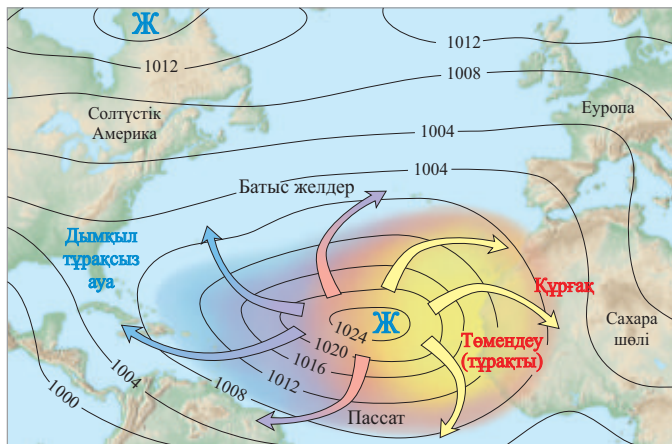 Ж
1012
1012
1008
Солтүстік
Америка
Еуропа
1004
1004
Батыс желдер
Дымқыл
тұрақсыз
ауа
Құрғақ
1024
Ж
1020
Төмендеу
(тұрақты)
Сахара
шөлі
1016
1012
1008
1004
1000
Пассат